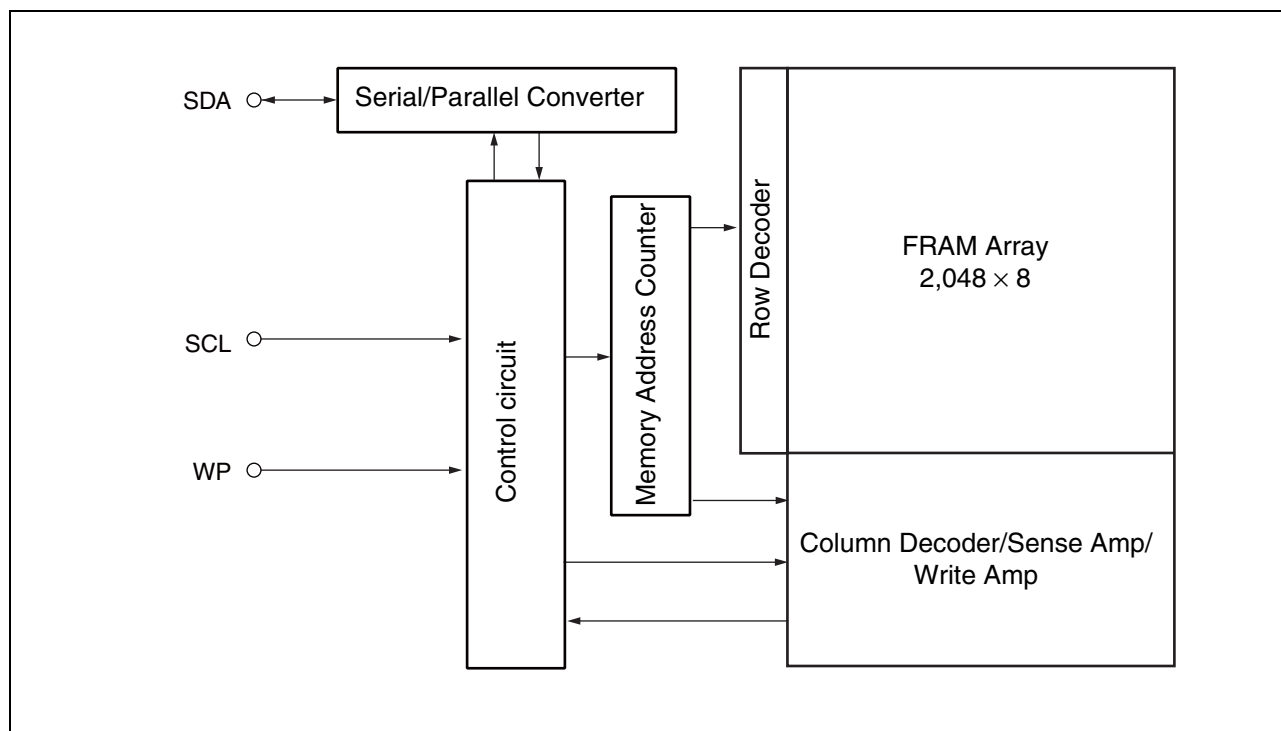 SDA
Serial/Parallel Converter
SCL
WP
Control circuit
Memory Address Counter
Row Decoder
FRAM Array
2,048 × 8
Column Decoder/Sense Amp/
Write Amp